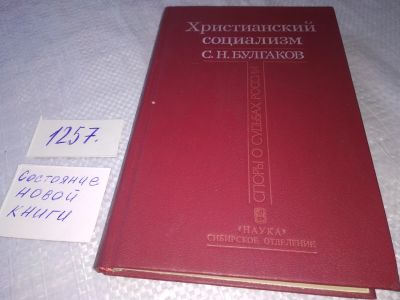 Христианский
социализм
С. Н. БУЛГАКОВ
СПОРЫ О СУДЬБАХ РОССИИ
«НАУКА»
СИБИРСКОЕ ОТДЕЛЕНИЕ
1257.
Состояние
новой
книги